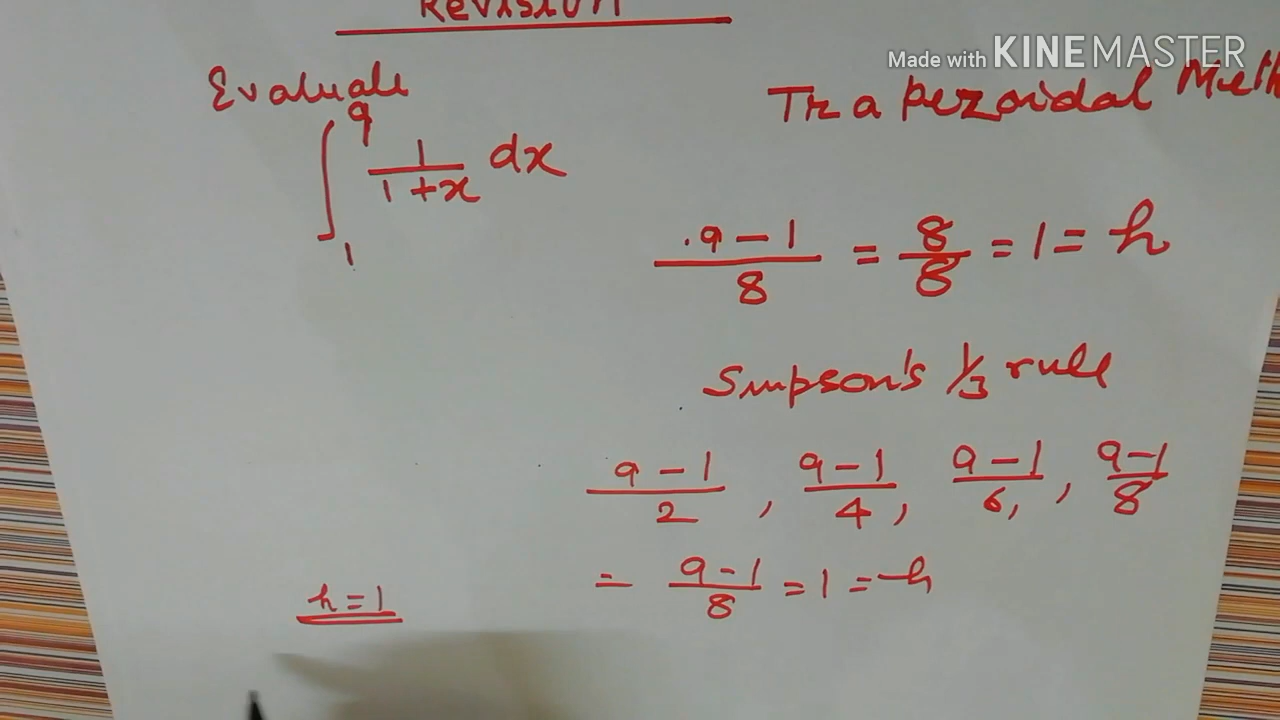 Revision
Made with KINEMASTER
Evaluate
∫₁⁹ 1/(1+x) dx
Trapezoidal
(9-1)/8 = 8/8 = 1 = h
Simpson's 1/3 rule
(9-1)/2, (9-1)/4, (9-1)/6, (9-1)/8
= (9-1)/8 = 1 = h
h=1